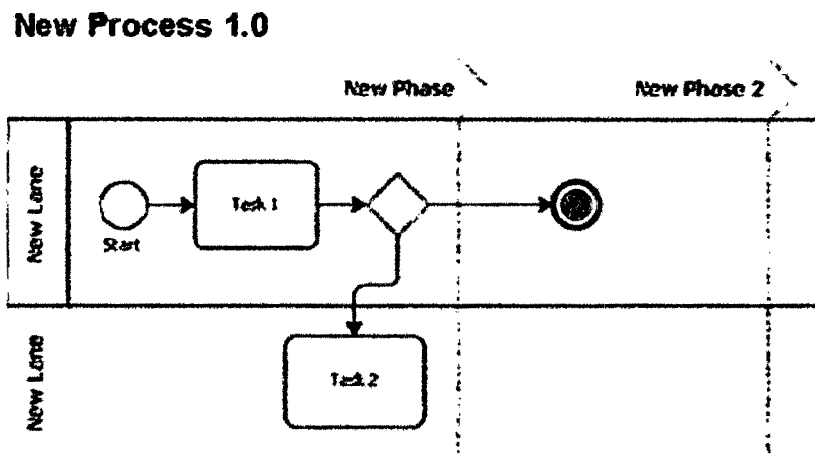 New Process 1.0
New Phase
New Phase 2
New Lane
Task 1
Start
New Lane
Task 2